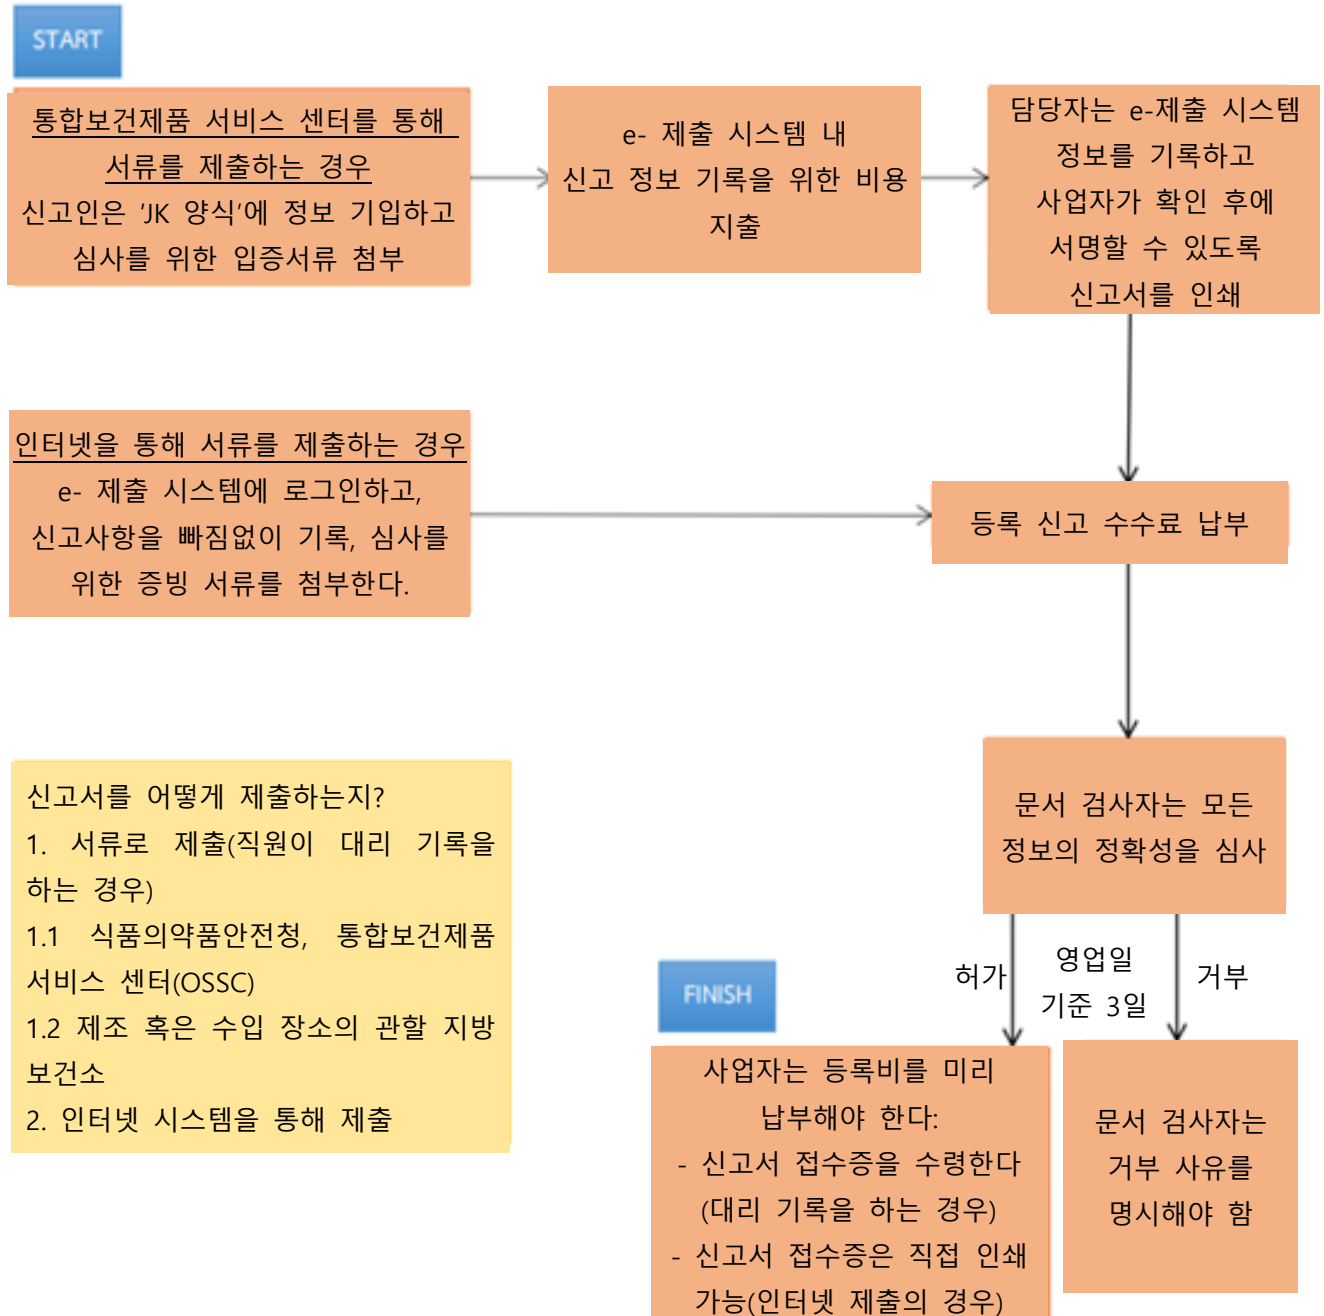 START
통합보건제품 서비스 센터를 통해
서류를 제출하는 경우
신고인은 ‘JK 양식’에 정보 기입하고
심사를 위한 입증서류 첨부
e- 제출 시스템 내
신고 정보 기록을 위한 비용
지출
담당자는 e-제출 시스템
정보를 기록하고
사업자가 확인 후에
서명할 수 있도록
신고서를 인쇄
인터넷을 통해 서류를 제출하는 경우
e- 제출 시스템에 로그인하고,
신고사항을 빠짐없이 기록, 심사를
위한 증빙 서류를 첨부한다.
등록 신고 수수료 납부
신고서를 어떻게 제출하는지?
1. 서류로 제출(직원이 대리 기록을
하는 경우)
1.1 식품의약품안전청, 통합보건제품
서비스 센터(OSSC)
1.2 제조 혹은 수입 장소의 관할 지방
보건소
2. 인터넷 시스템을 통해 제출
문서 검사자는 모든
정보의 정확성을 심사
허가
영업일
기준 3일
거부
FINISH
사업자는 등록비를 미리
납부해야 한다:
- 신고서 접수증을 수령한다
(대리 기록을 하는 경우)
- 신고서 접수증은 직접 인쇄
가능(인터넷 제출의 경우)
문서 검사자는
거부 사유를
명시해야 함